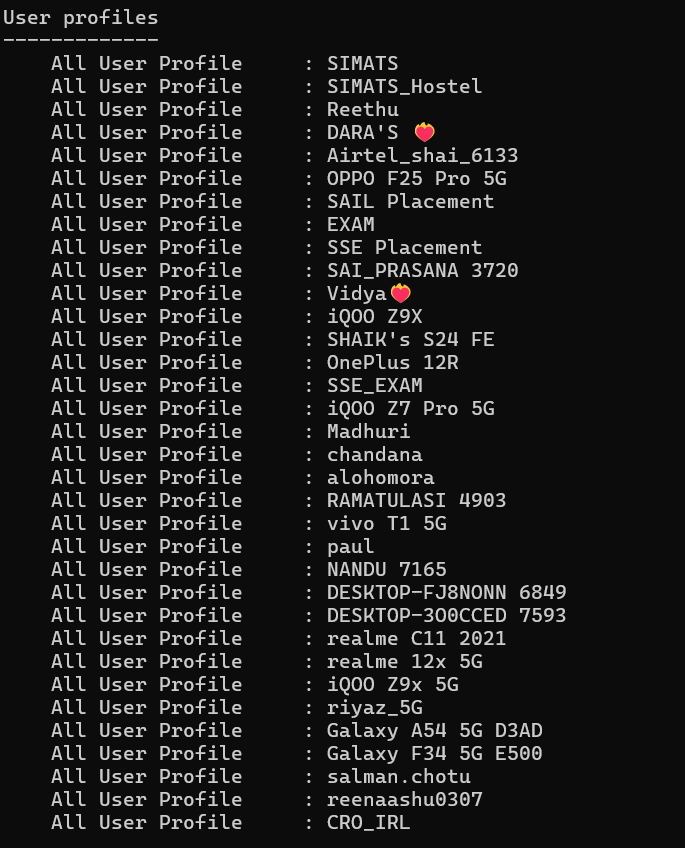 User profiles
-------------
    All User Profile     : SIMATS
    All User Profile     : SIMATS_Hostel
    All User Profile     : Reethu
    All User Profile     : DARA'S ❤️‍🔥
    All User Profile     : Airtel_shai_6133
    All User Profile     : OPPO F25 Pro 5G
    All User Profile     : SAIL Placement
    All User Profile     : EXAM
    All User Profile     : SSE Placement
    All User Profile     : SAI_PRASANA 3720
    All User Profile     : Vidya❤️‍🔥
    All User Profile     : iQOO Z9X
    All User Profile     : SHAIK's S24 FE
    All User Profile     : OnePlus 12R
    All User Profile     : SSE_EXAM
    All User Profile     : iQOO Z7 Pro 5G
    All User Profile     : Madhuri
    All User Profile     : chandana
    All User Profile     : alohomora
    All User Profile     : RAMATULASI 4903
    All User Profile     : vivo T1 5G
    All User Profile     : paul
    All User Profile     : NANDU 7165
    All User Profile     : DESKTOP-FJ8NONN 6849
    All User Profile     : DESKTOP-3O0CCED 7593
    All User Profile     : realme C11 2021
    All User Profile     : realme 12x 5G
    All User Profile     : iQOO Z9x 5G
    All User Profile     : riyaz_5G
    All User Profile     : Galaxy A54 5G D3AD
    All User Profile     : Galaxy F34 5G E500
    All User Profile     : salman.chotu
    All User Profile     : reenaashu0307
    All User Profile     : CRO_IRL